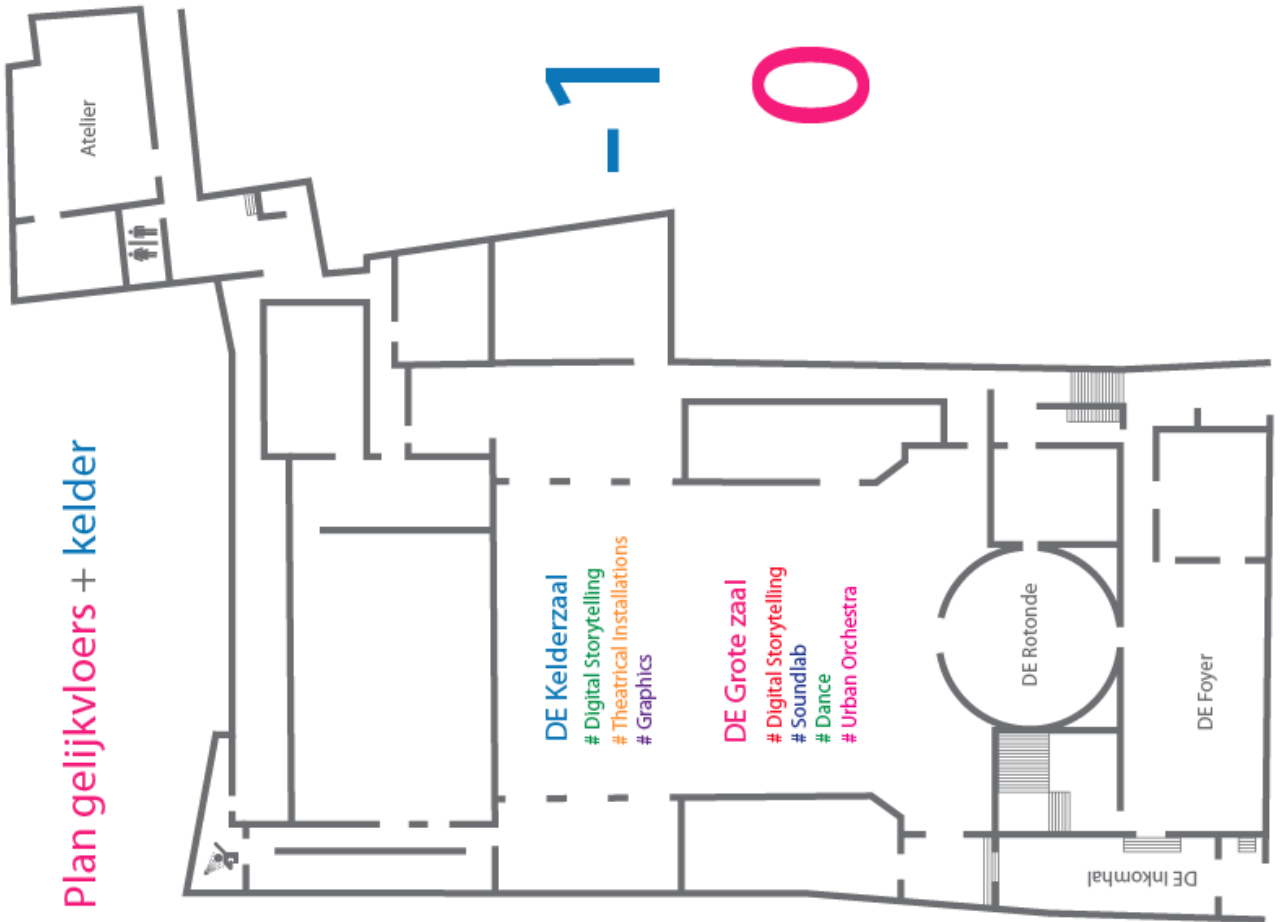 Plan gelijkvloers + kelder
-1
0
Atelier
DE Kelderzaal
# Digital Storytelling
# Theatrical Installations
# Graphics
DE Grote zaal
# Digital Storytelling
# Soundlab
# Dance
# Urban Orchestra
DE Rotonde
DE Foyer
DE Inkomhal